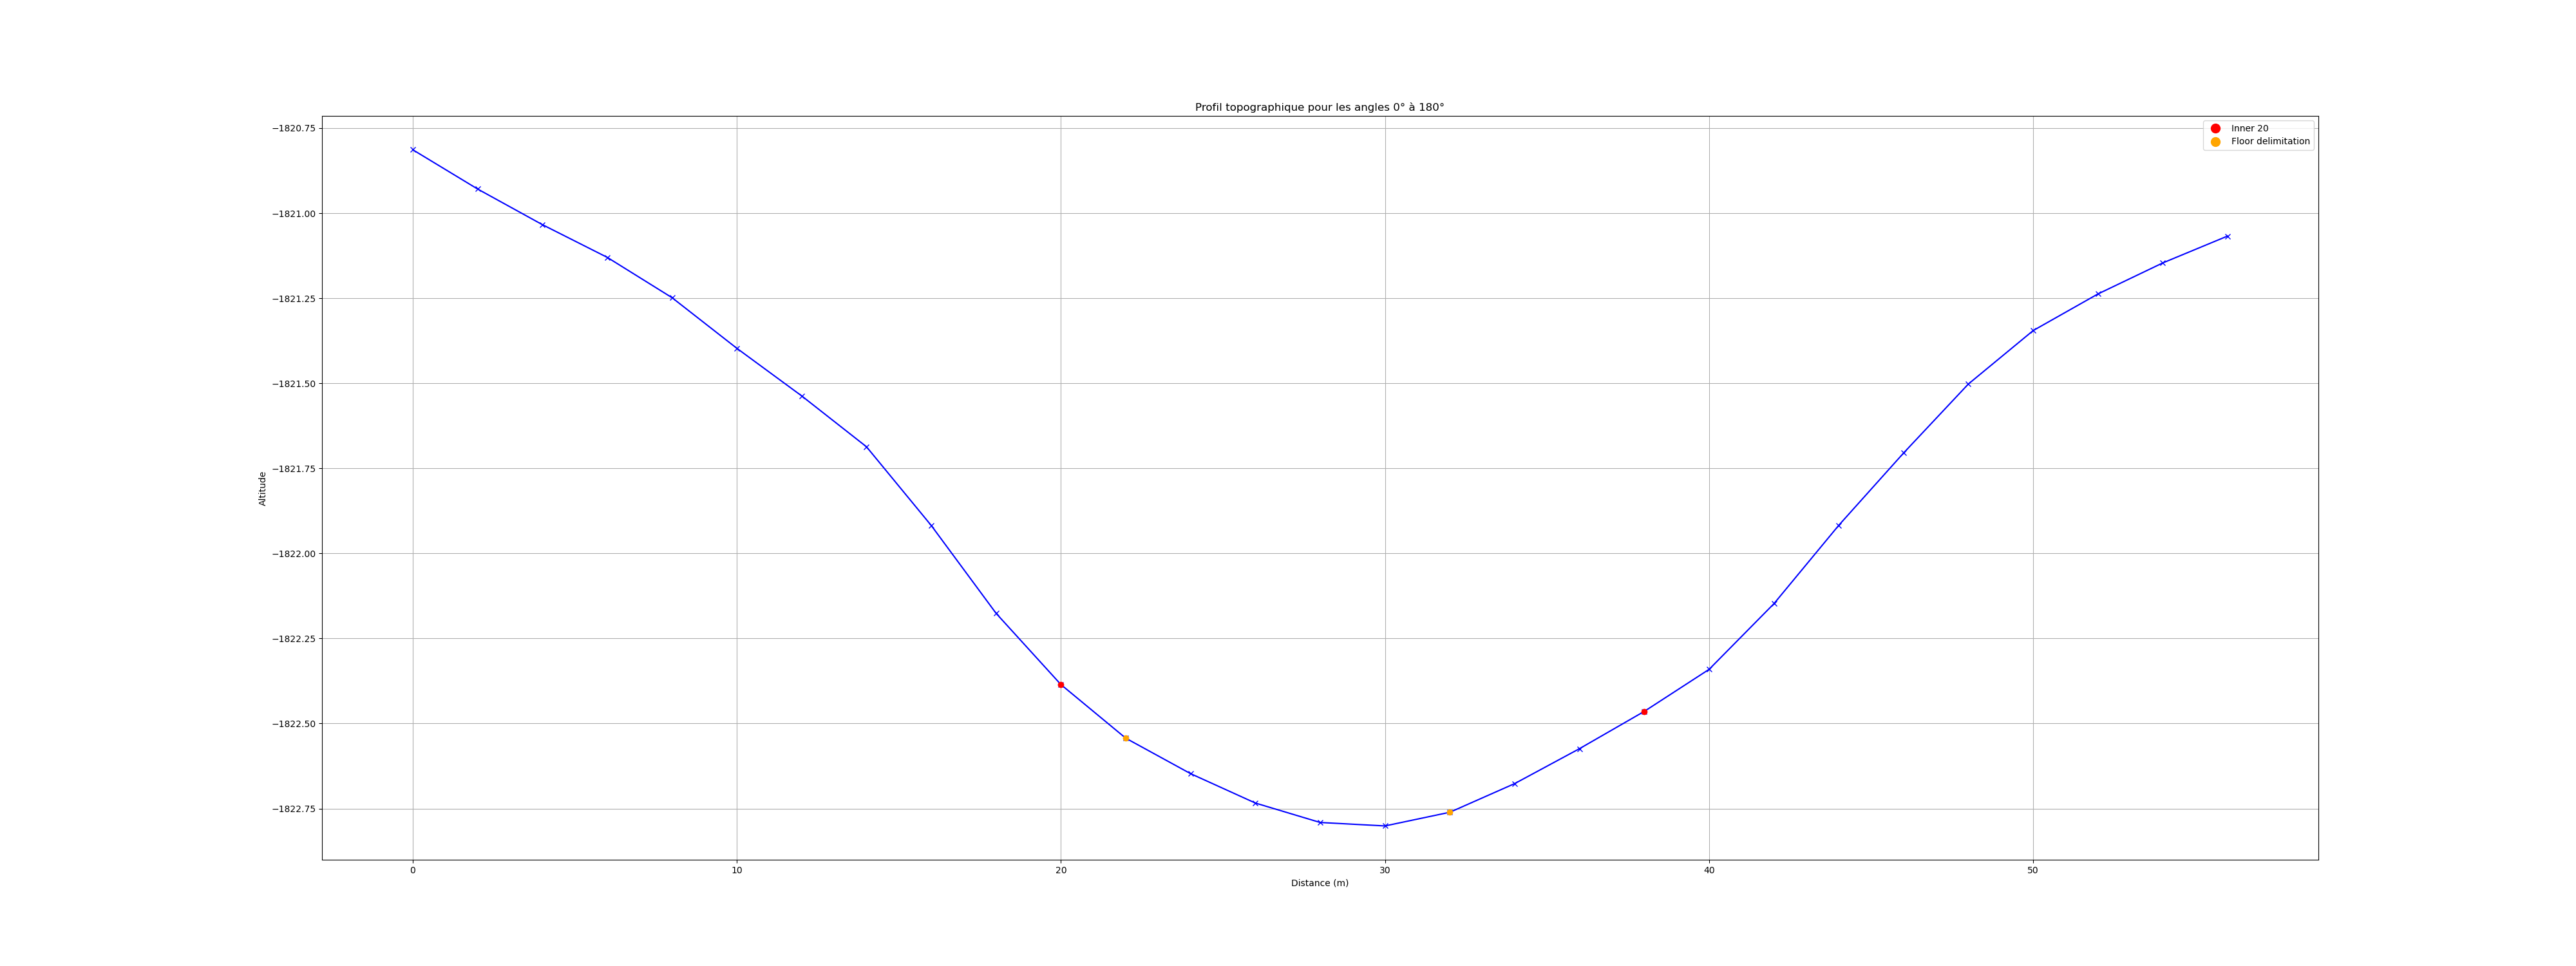 Profil topographique pour les angles 0° à 180°
Inner 20
Floor delimitation
−1820.75
−1821.00
−1821.25
−1821.50
−1821.75
−1822.00
−1822.25
−1822.50
−1822.75
Altitude
0 10 20 30 40 50
Distance (m)